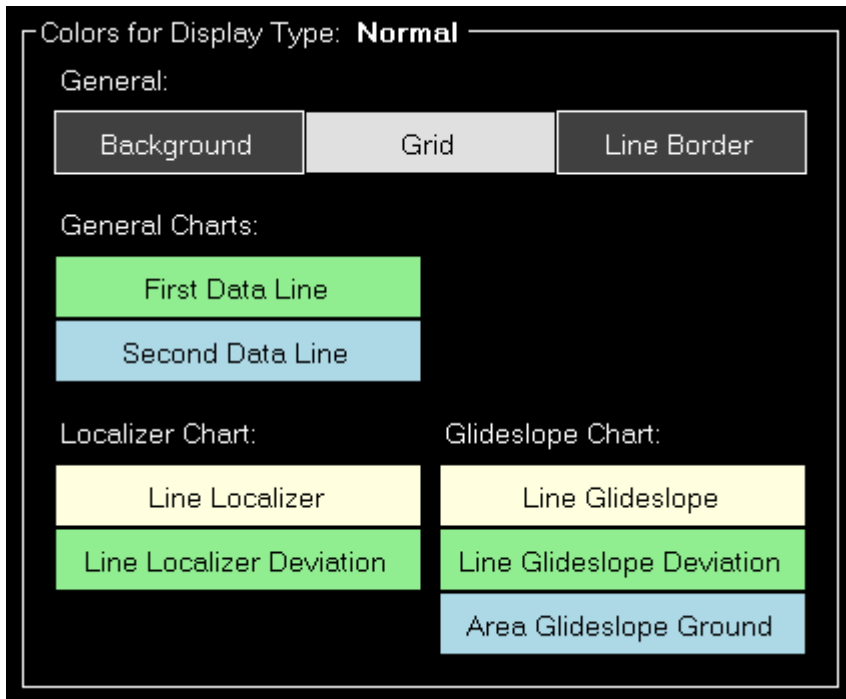 Colors for Display Type: Normal
General:
Background Grid Line Border
General Charts:
First Data Line
Second Data Line
Localizer Chart: Glideslope Chart:
Line Localizer Line Glideslope
Line Localizer Deviation Line Glideslope Deviation
Area Glideslope Ground